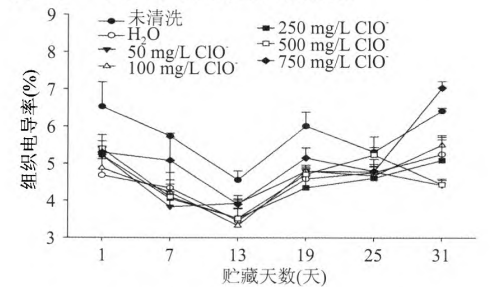 9
8
7
6
5
4
3
组织电导率(%)
未清洗
H₂O
50 mg/L ClO⁻
100 mg/L ClO⁻
250 mg/L ClO⁻
500 mg/L ClO⁻
750 mg/L ClO⁻
1 7 13 19 25 31
贮藏天数(天)